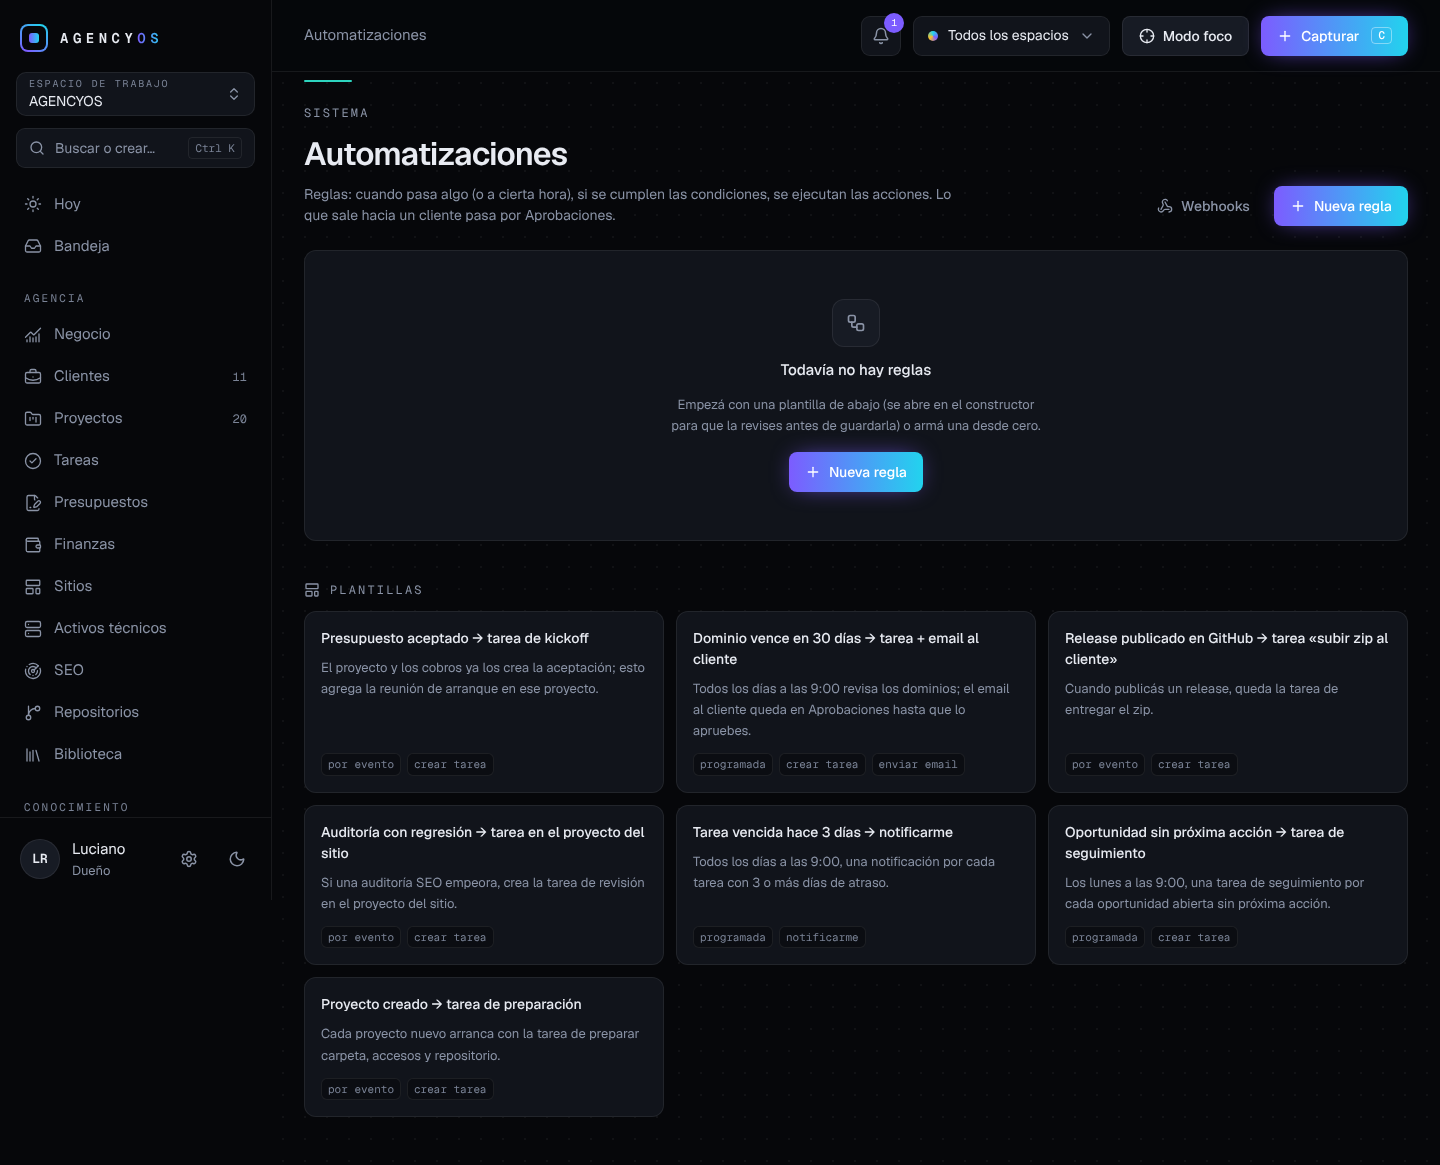 AGENCYOS
ESPACIO DE TRABAJO
AGENCYOS
Buscar o crear…
Ctrl K
Hoy
Bandeja
AGENCIA
Negocio
Clientes 11
Proyectos 20
Tareas
Presupuestos
Finanzas
Sitios
Activos técnicos
SEO
Repositorios
Biblioteca
CONOCIMIENTO
LR
Luciano
Dueño
Automatizaciones
1
Todos los espacios
Modo foco
Capturar C
SISTEMA
Automatizaciones
Reglas: cuando pasa algo (o a cierta hora), si se cumplen las condiciones, se ejecutan las acciones. Lo
que sale hacia un cliente pasa por Aprobaciones.
Webhooks
Nueva regla
Todavía no hay reglas
Empezá con una plantilla de abajo (se abre en el constructor
para que la revises antes de guardarla) o armá una desde cero.
Nueva regla
PLANTILLAS
Presupuesto aceptado → tarea de kickoff
El proyecto y los cobros ya los crea la aceptación; esto
agrega la reunión de arranque en ese proyecto.
por evento crear tarea
Dominio vence en 30 días → tarea + email al
cliente
Todos los días a las 9:00 revisa los dominios; el email
al cliente queda en Aprobaciones hasta que lo
apruebes.
programada crear tarea enviar email
Release publicado en GitHub → tarea «subir zip al
cliente»
Cuando publicás un release, queda la tarea de
entregar el zip.
por evento crear tarea
Auditoría con regresión → tarea en el proyecto del
sitio
Si una auditoría SEO empeora, crea la tarea de revisión
en el proyecto del sitio.
por evento crear tarea
Tarea vencida hace 3 días → notificarme
Todos los días a las 9:00, una notificación por cada
tarea con 3 o más días de atraso.
programada notificarme
Oportunidad sin próxima acción → tarea de
seguimiento
Los lunes a las 9:00, una tarea de seguimiento por
cada oportunidad abierta sin próxima acción.
programada crear tarea
Proyecto creado → tarea de preparación
Cada proyecto nuevo arranca con la tarea de preparar
carpeta, accesos y repositorio.
por evento crear tarea